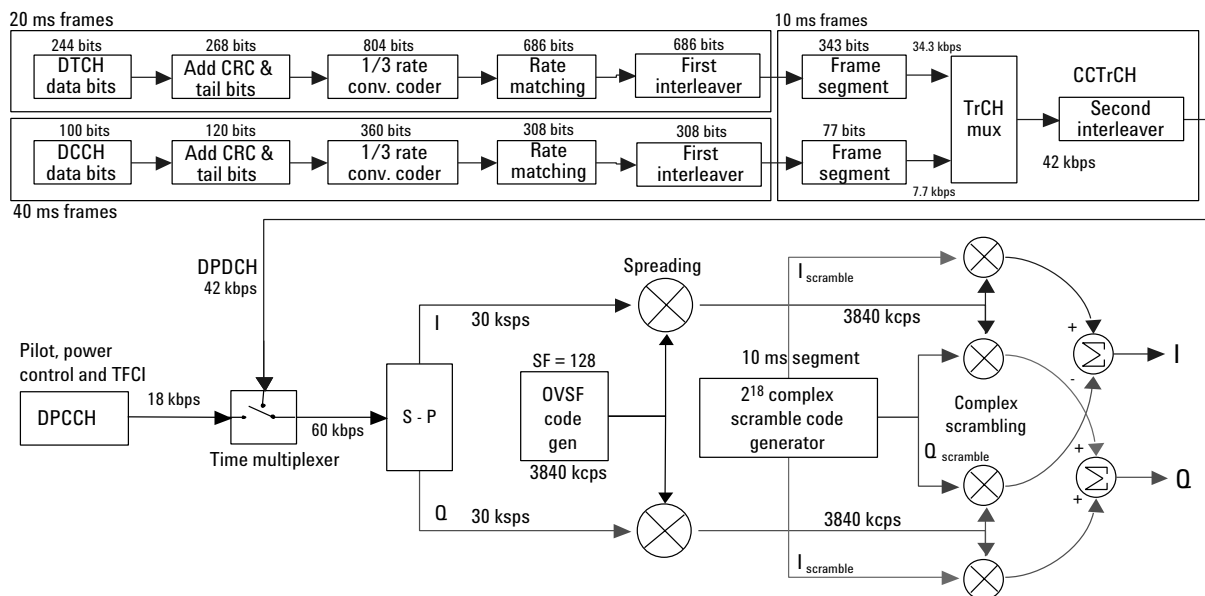 20 ms frames
10 ms frames
244 bits
268 bits
804 bits
686 bits
686 bits
343 bits
34.3 kbps
DTCH
data bits
Add CRC &
tail bits
1/3 rate
conv. coder
Rate
matching
First
interleaver
Frame
segment
TrCH
mux
CCTrCH
Second
interleaver
42 kbps
100 bits
120 bits
360 bits
308 bits
308 bits
77 bits
7.7 kbps
DCCH
data bits
Add CRC &
tail bits
1/3 rate
conv. coder
Rate
matching
First
interleaver
Frame
segment
40 ms frames
DPDCH
42 kbps
Spreading
I scramble
I
30 ksps
3840 kcps
Pilot, power
control and TFCI
DPCCH
18 kbps
60 kbps
Time multiplexer
S - P
SF = 128
OVSF
code
gen
3840 kcps
10 ms segment
2¹⁸ complex
scramble code
generator
Complex
scrambling
Q scramble
+
Σ
-
I
+
Σ
+
Q
Q
30 ksps
3840 kcps
I scramble